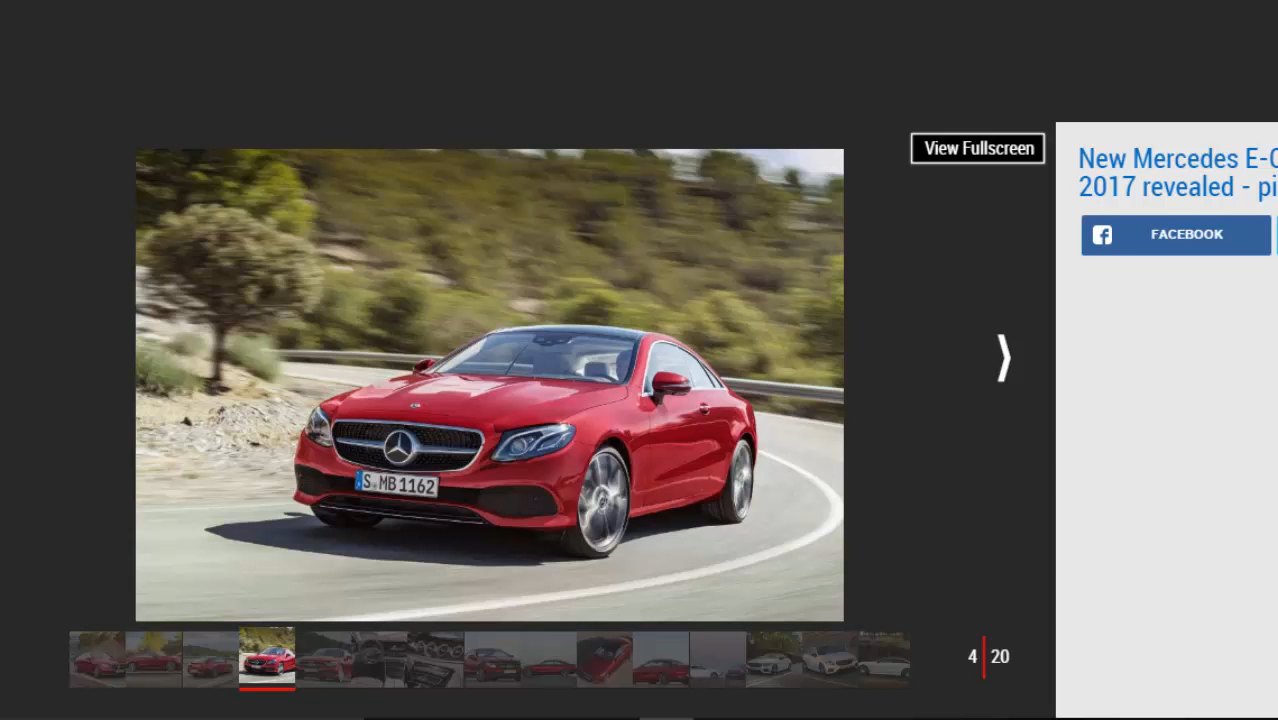 View Fullscreen
New Mercedes E-C
2017 revealed - pi
FACEBOOK
S MB 1162
4 20